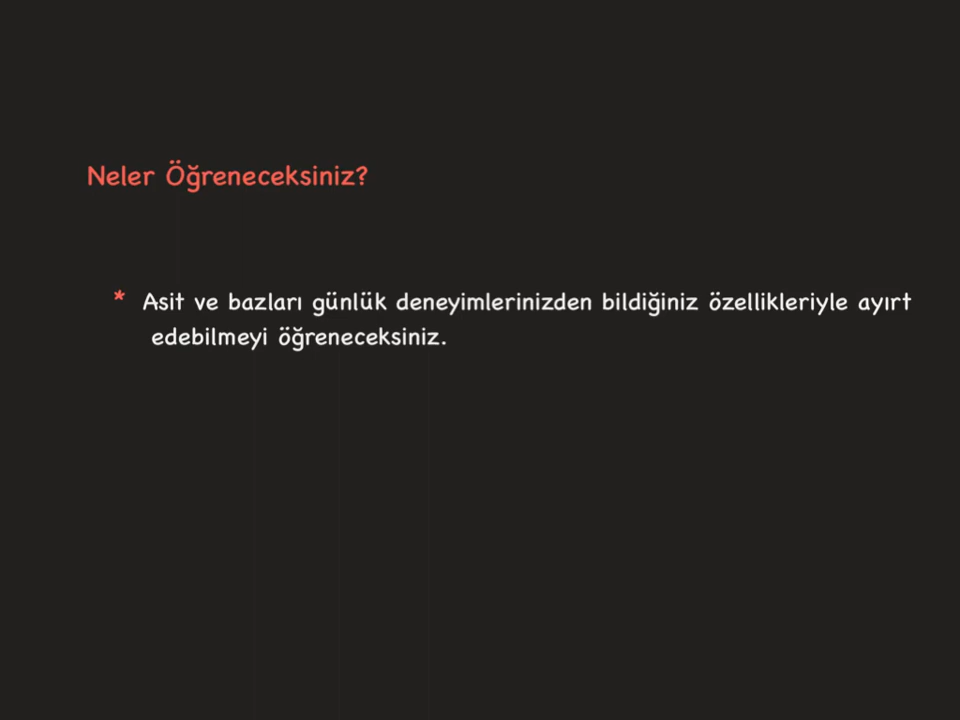 Neler Öğreneceksiniz?
* Asit ve bazları günlük deneyimlerinizden bildiğiniz özellikleriyle ayırt
edebilmeyi öğreneceksiniz.